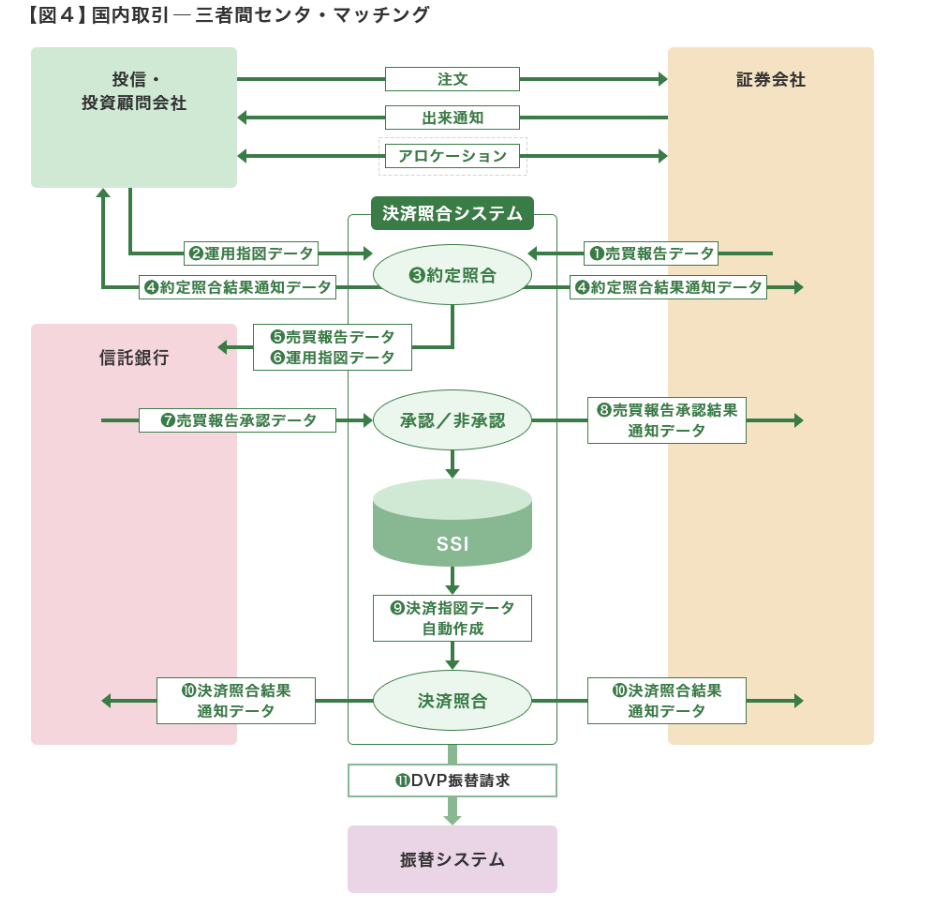 【図4】国内取引 ― 三者間センタ・マッチング
投信・
投資顧問会社
証券会社
注文
出来通知
アロケーション
決済照合システム
❷運用指図データ
❶売買報告データ
❸約定照合
❹約定照合結果通知データ
❹約定照合結果通知データ
信託銀行
❺売買報告データ
❻運用指図データ
❼売買報告承認データ
承認／非承認
❽売買報告承認結果
通知データ
SSI
❾決済指図データ
自動作成
❿決済照合結果
通知データ
決済照合
❿決済照合結果
通知データ
⓫DVP振替請求
振替システム